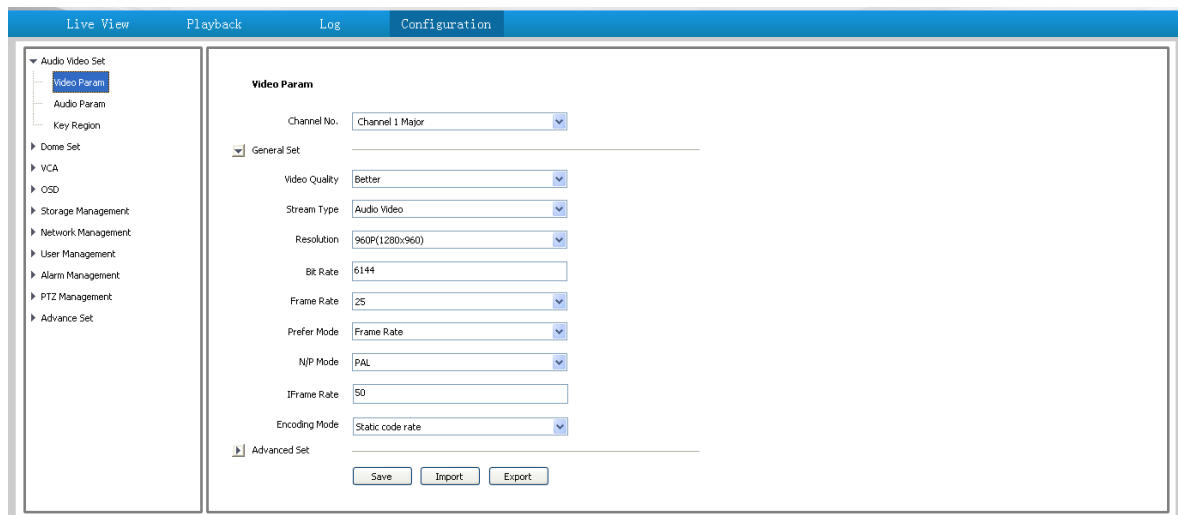 Live View Playback Log Configuration
Audio Video Set
Video Param
Audio Param
Key Region
Dome Set
VCA
OSD
Storage Management
Network Management
User Management
Alarm Management
PTZ Management
Advance Set
Video Param
Channel No. Channel 1 Major
General Set
Video Quality Better
Stream Type Audio Video
Resolution 960P(1280x960)
Bit Rate 6144
Frame Rate 25
Prefer Mode Frame Rate
N/P Mode PAL
IFrame Rate 50
Encoding Mode Static code rate
Advanced Set
Save Import Export